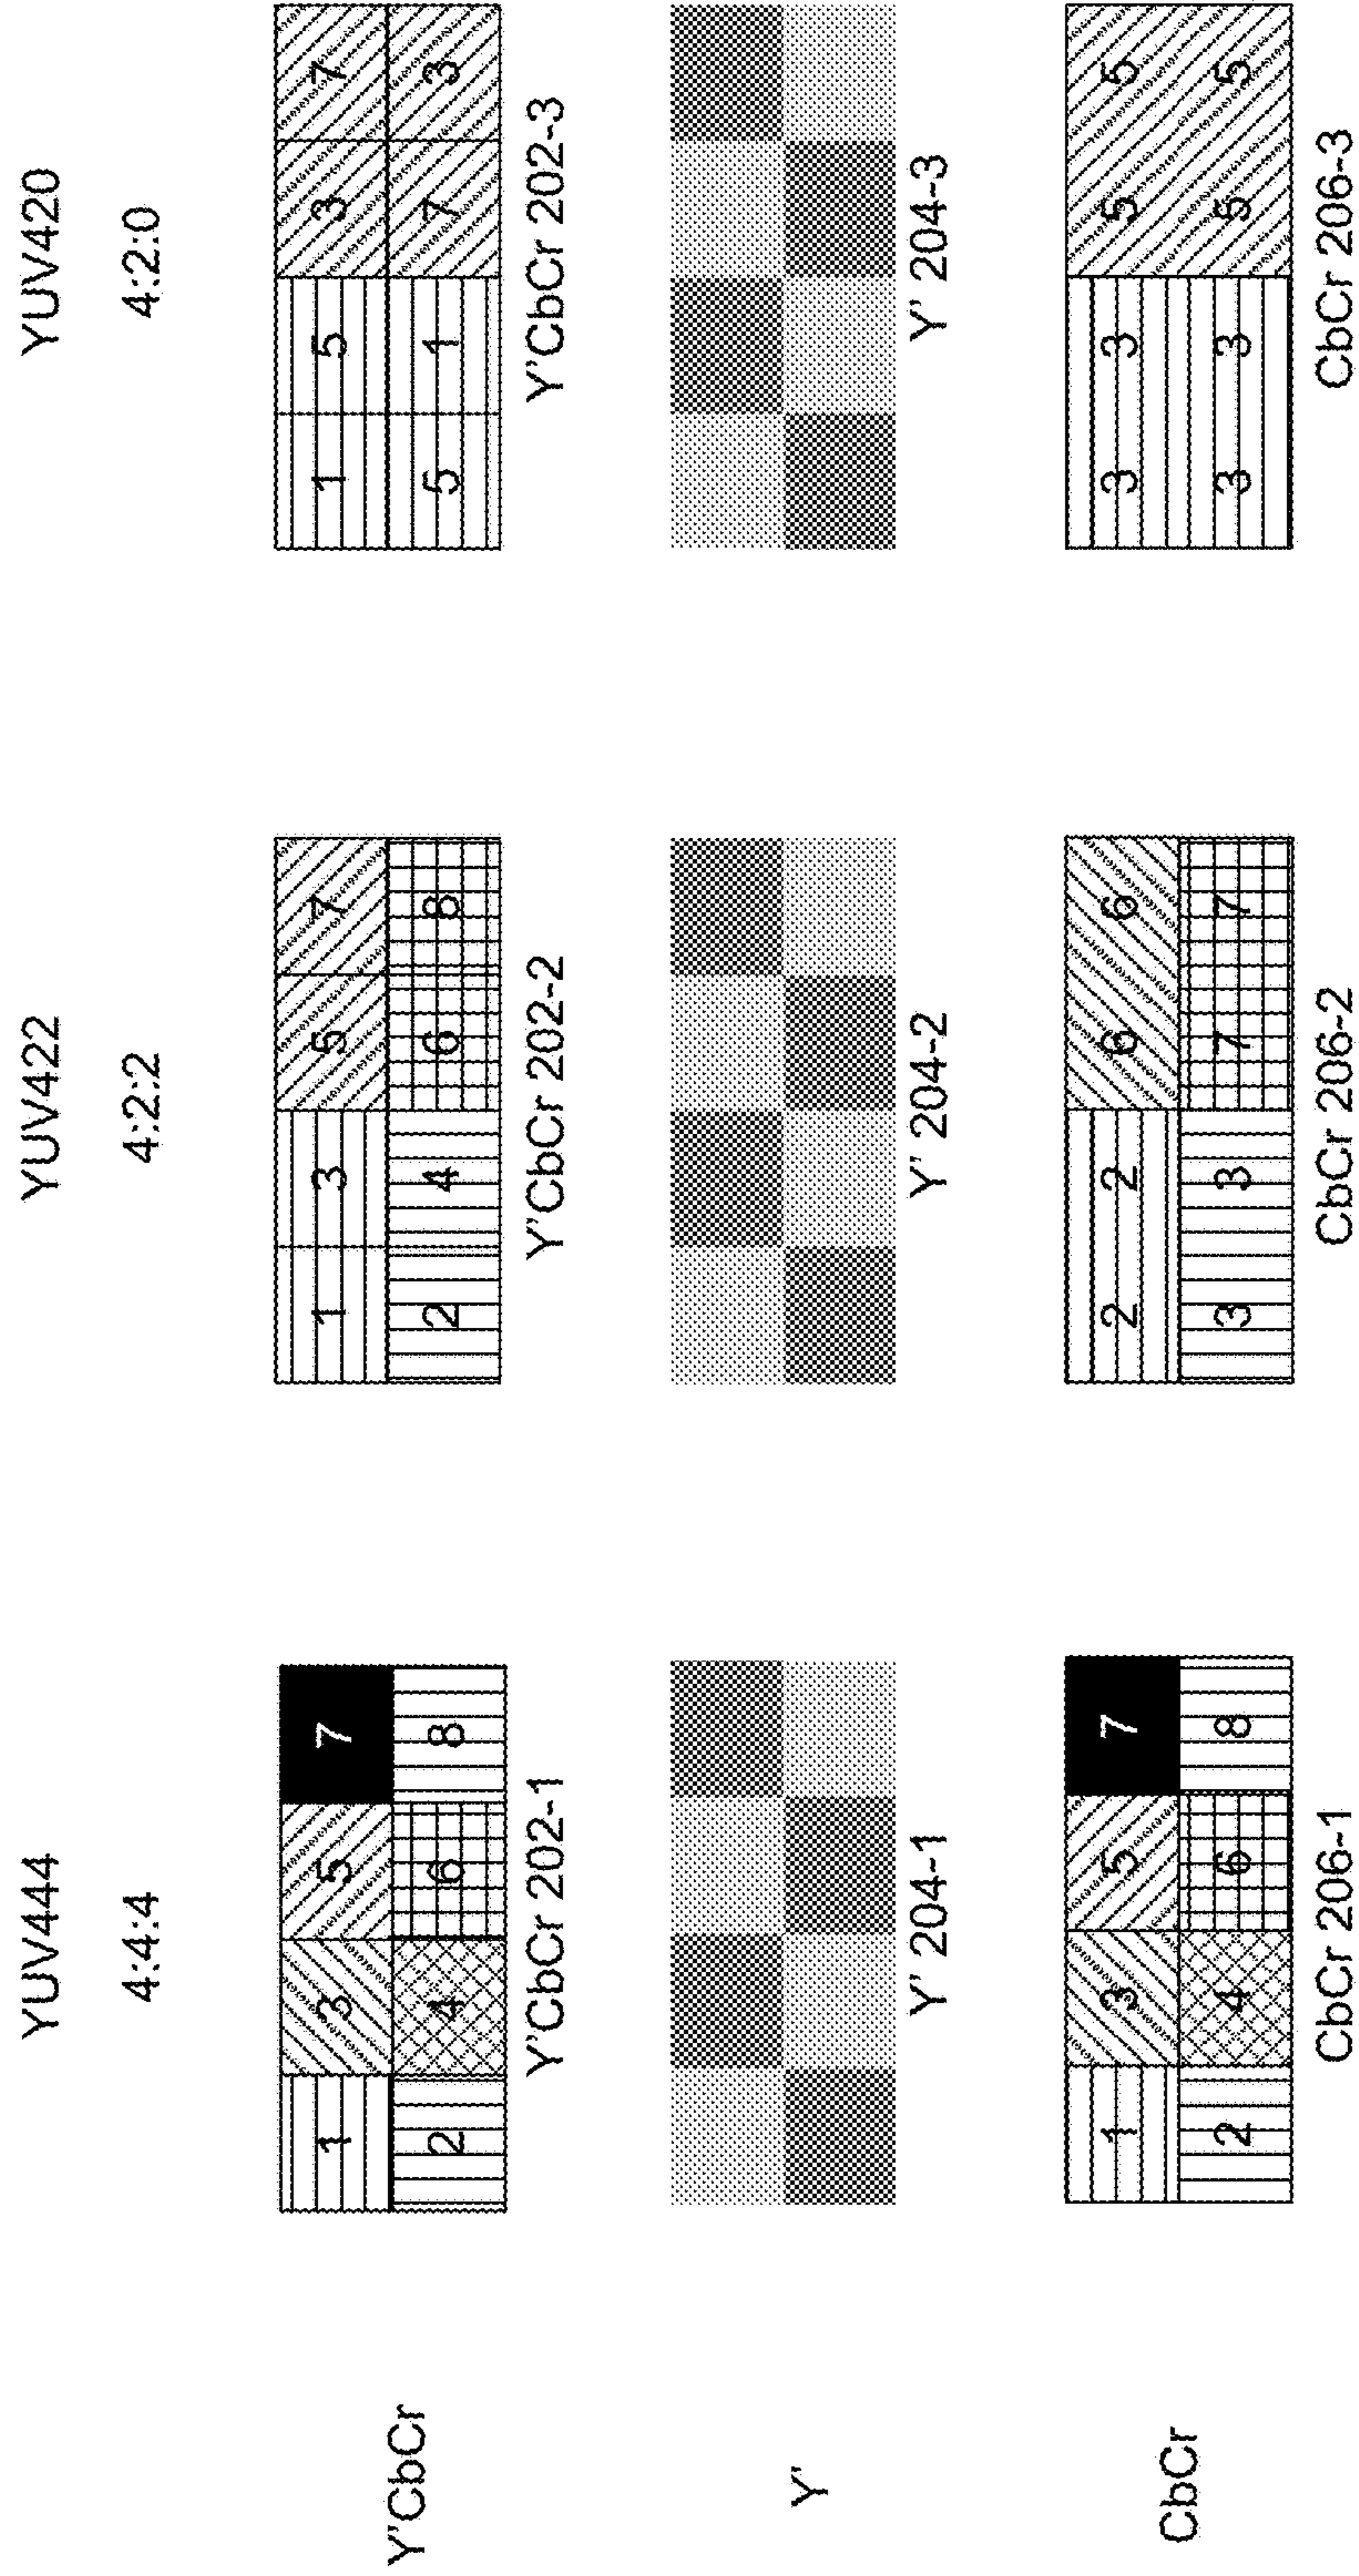 YUV444 YUV422 YUV420
4:4:4 4:2:2 4:2:0
1 3 5 7 1 3 5 7 1 5 3 7
Y'CbCr
2 4 6 8 2 4 6 8 5 1 7 3
Y'CbCr 202-1 Y'CbCr 202-2 Y'CbCr 202-3
Y'
Y' 204-1 Y' 204-2 Y' 204-3
1 3 5 7 2 2 6 6 3 3 5 5
CbCr
2 4 6 8 3 3 7 7 3 3 5 5
CbCr 206-1 CbCr 206-2 CbCr 206-3